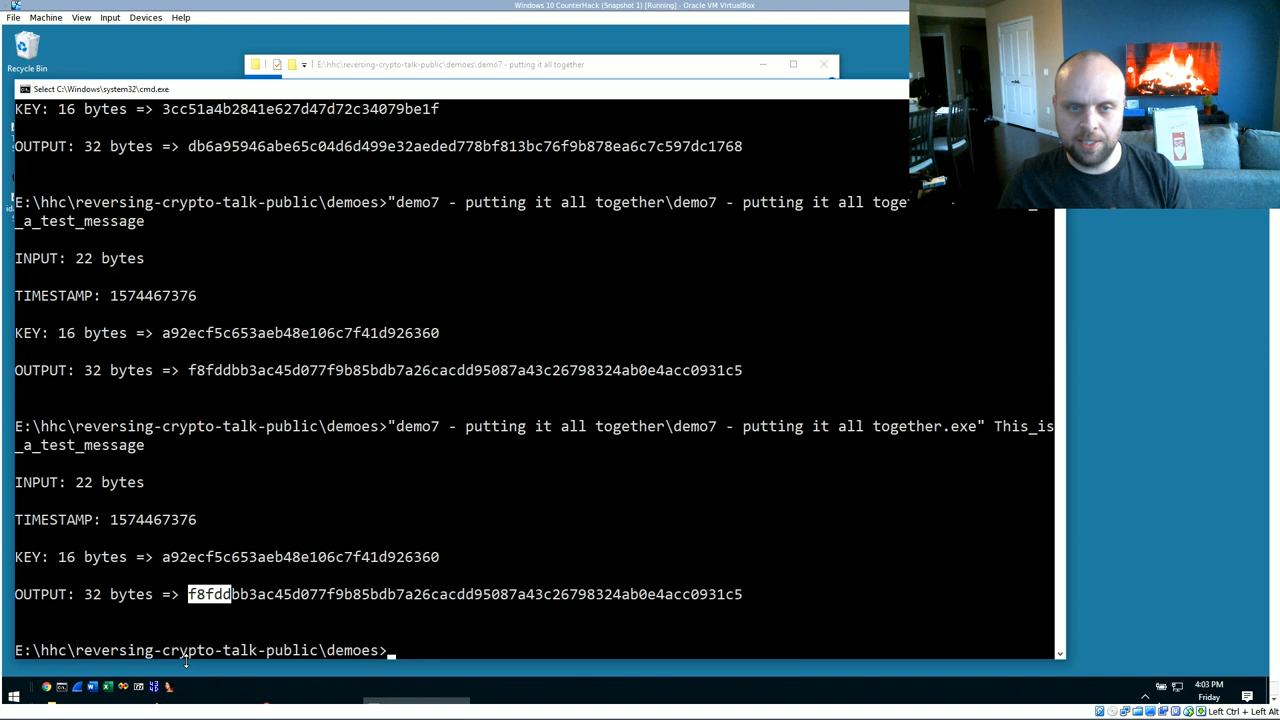 Windows 10 CounterHack (Snapshot 1) [Running] - Oracle VM VirtualBox
File Machine View Input Devices Help
Recycle Bin
E:\hhc\reversing-crypto-talk-public\demoes\demo7 - putting it all together
Select C:\Windows\system32\cmd.exe
KEY: 16 bytes => 3cc51a4b2841e627d47d72c34079be1f
OUTPUT: 32 bytes => db6a95946abe65c04d6d499e32aeded778bf813bc76f9b878ea6c7c597dc1768
E:\hhc\reversing-crypto-talk-public\demoes>"demo7 - putting it all together\demo7 - putting it all toge
_a_test_message
INPUT: 22 bytes
TIMESTAMP: 1574467376
KEY: 16 bytes => a92ecf5c653aeb48e106c7f41d926360
OUTPUT: 32 bytes => f8fddbb3ac45d077f9b85bdb7a26cacdd95087a43c26798324ab0e4acc0931c5
E:\hhc\reversing-crypto-talk-public\demoes>"demo7 - putting it all together\demo7 - putting it all together.exe" This_is
_a_test_message
INPUT: 22 bytes
TIMESTAMP: 1574467376
KEY: 16 bytes => a92ecf5c653aeb48e106c7f41d926360
OUTPUT: 32 bytes => f8fddbb3ac45d077f9b85bdb7a26cacdd95087a43c26798324ab0e4acc0931c5
E:\hhc\reversing-crypto-talk-public\demoes>
4:03 PM
Friday
Left Ctrl + Left Alt